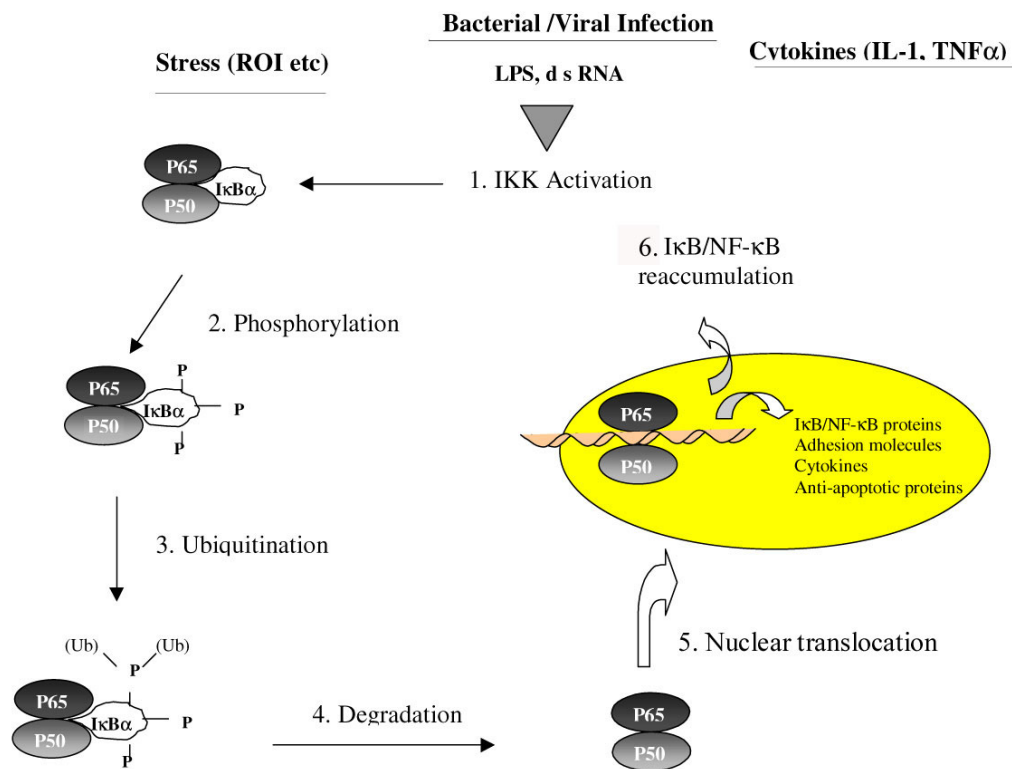 Bacterial /Viral Infection
Stress (ROI etc)
Cytokines (IL-1, TNFα)
LPS, d s RNA
P65
IκBα
P50
1. IKK Activation
6. IκB/NF-κB
reaccumulation
2. Phosphorylation
P
P65
IκBα
P
P50
P
P65
P50
IκB/NF-κB proteins
Adhesion molecules
Cytokines
Anti-apoptotic proteins
3. Ubiquitination
(Ub) (Ub)
P
5. Nuclear translocation
P65
IκBα
P
P50
P
4. Degradation
P65
P50